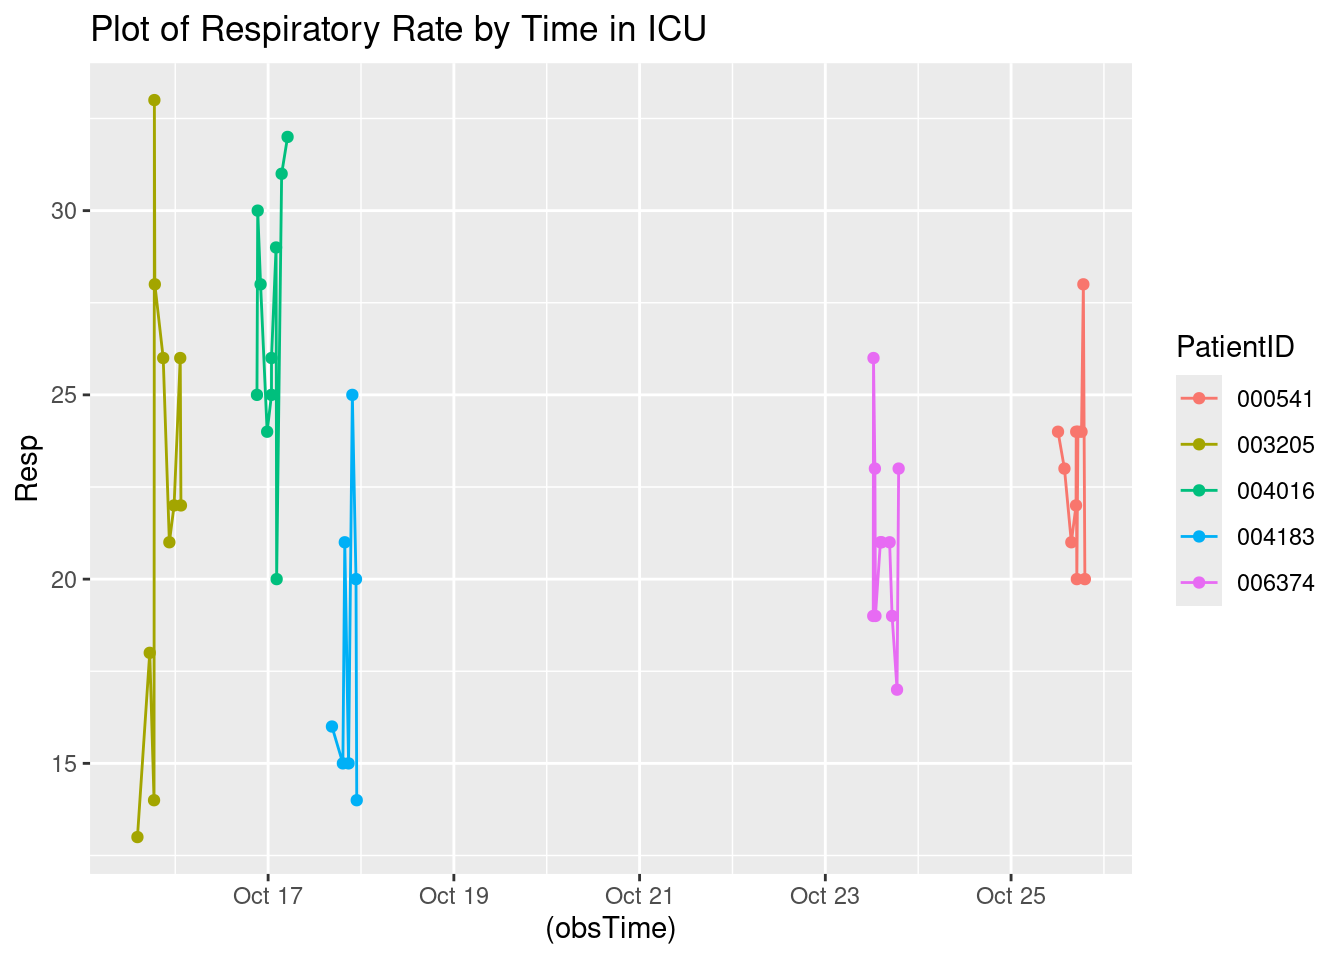 Plot of Respiratory Rate by Time in ICU
Resp
30
25
20
15
Oct 17
Oct 19
Oct 21
Oct 23
Oct 25
(obsTime)
PatientID
000541
003205
004016
004183
006374